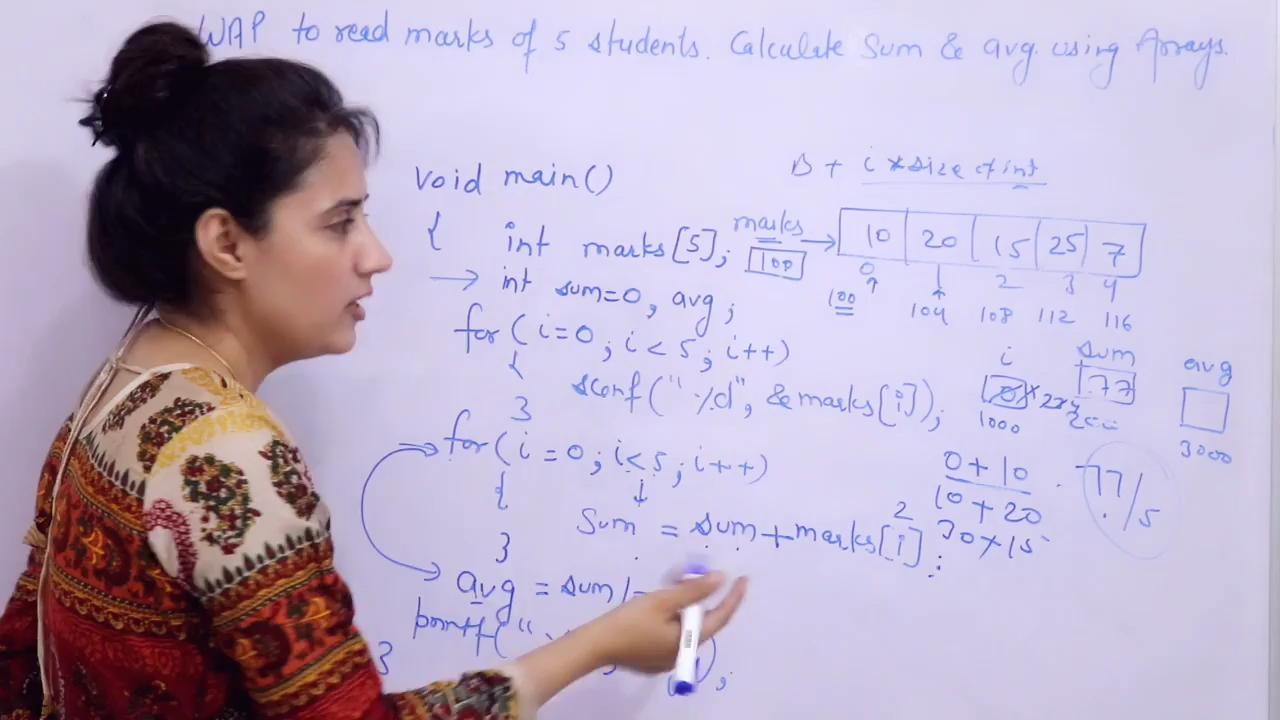 WAP to read marks of 5 students. Calculate Sum & avg. using Arrays.
void main()
{
int marks[5];
int sum=0, avg;
for(i=0; i<5; i++)
{
scanf("%d", &marks[i]);
}
for(i=0; i<5; i++)
{
sum = sum+marks[i]
2
}
avg = sum/
printf("
);
}
B + i * size of int
marks
100
10 20 15 25 7
0 1 2 3 4
100 104 108 112 116
i sum avg
0 77
1000 2000 3000
0+10
10+20
30+15
77/5